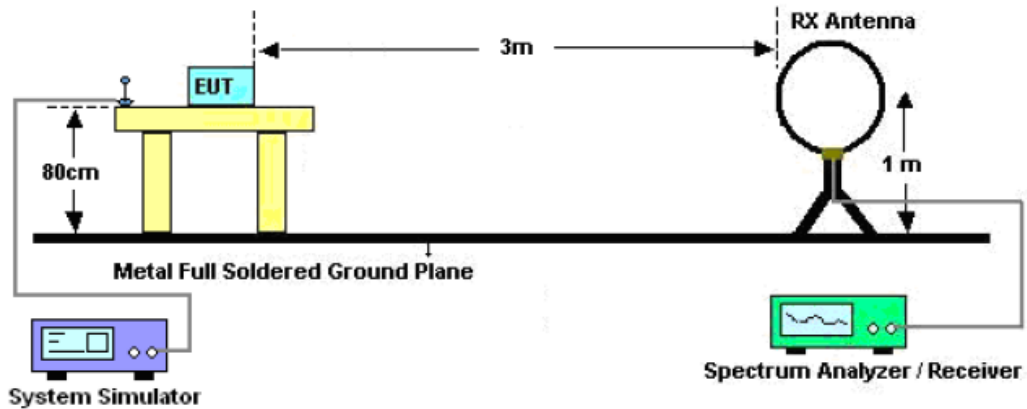 RX Antenna
3m
EUT
80cm
1 m
Metal Full Soldered Ground Plane
System Simulator
Spectrum Analyzer / Receiver